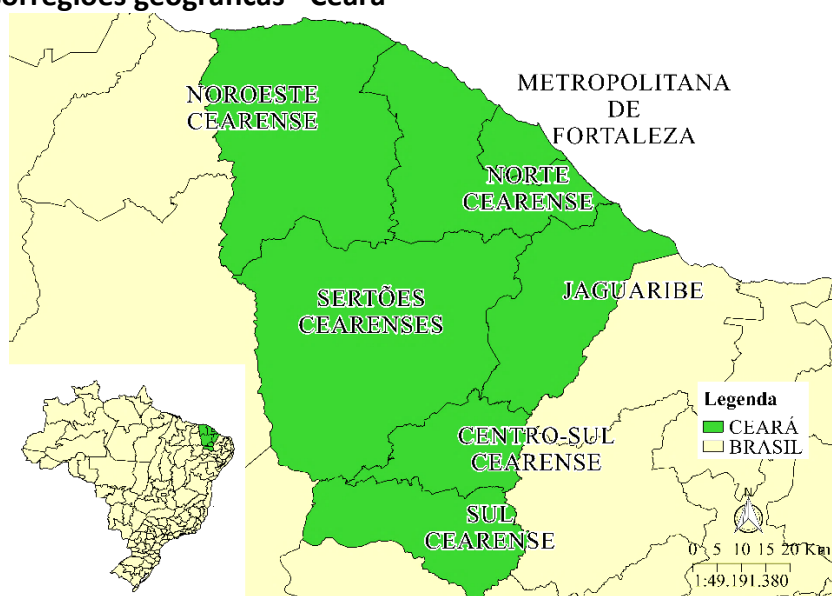 geográficas - Ceará
NOROESTE
CEARENSE
METROPOLITANA
DE
FORTALEZA
NORTE
CEARENSE
SERTÕES
CEARENSES
JAGUARIBE
CENTRO-SUL
CEARENSE
SUL
CEARENSE
Legenda
CEARÁ
BRASIL
N
0 5 10 15 20 Km
1:49.191.380